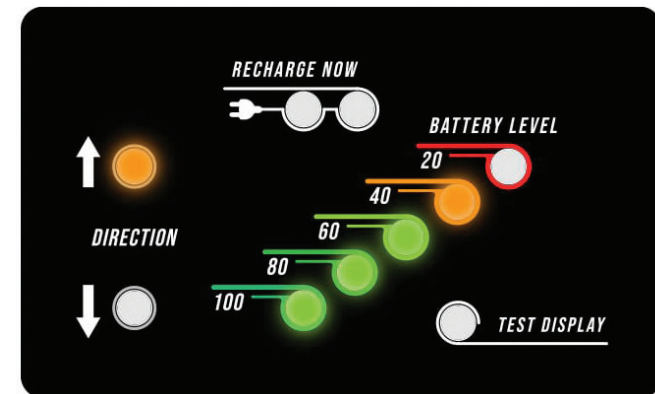 RECHARGE NOW
BATTERY LEVEL
20
40
DIRECTION
60
80
100
TEST DISPLAY